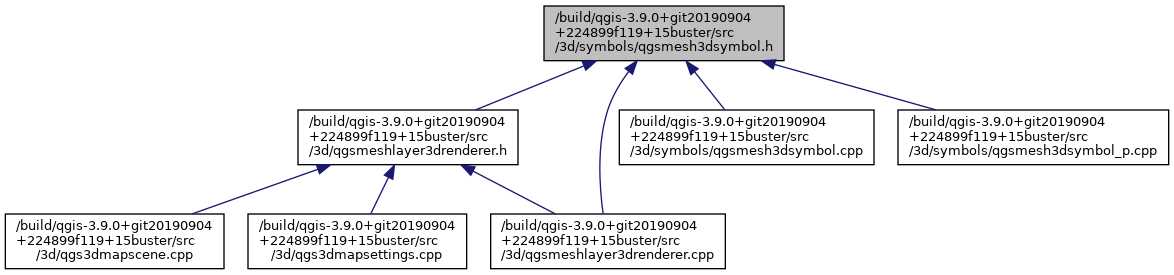 /build/qgis-3.9.0+git20190904
+224899f119+15buster/src
/3d/symbols/qgsmesh3dsymbol.h
/build/qgis-3.9.0+git20190904
+224899f119+15buster/src
/3d/qgsmeshlayer3drenderer.h
/build/qgis-3.9.0+git20190904
+224899f119+15buster/src
/3d/symbols/qgsmesh3dsymbol.cpp
/build/qgis-3.9.0+git20190904
+224899f119+15buster/src
/3d/symbols/qgsmesh3dsymbol_p.cpp
/build/qgis-3.9.0+git20190904
+224899f119+15buster/src
/3d/qgs3dmapscene.cpp
/build/qgis-3.9.0+git20190904
+224899f119+15buster/src
/3d/qgs3dmapsettings.cpp
/build/qgis-3.9.0+git20190904
+224899f119+15buster/src
/3d/qgsmeshlayer3drenderer.cpp